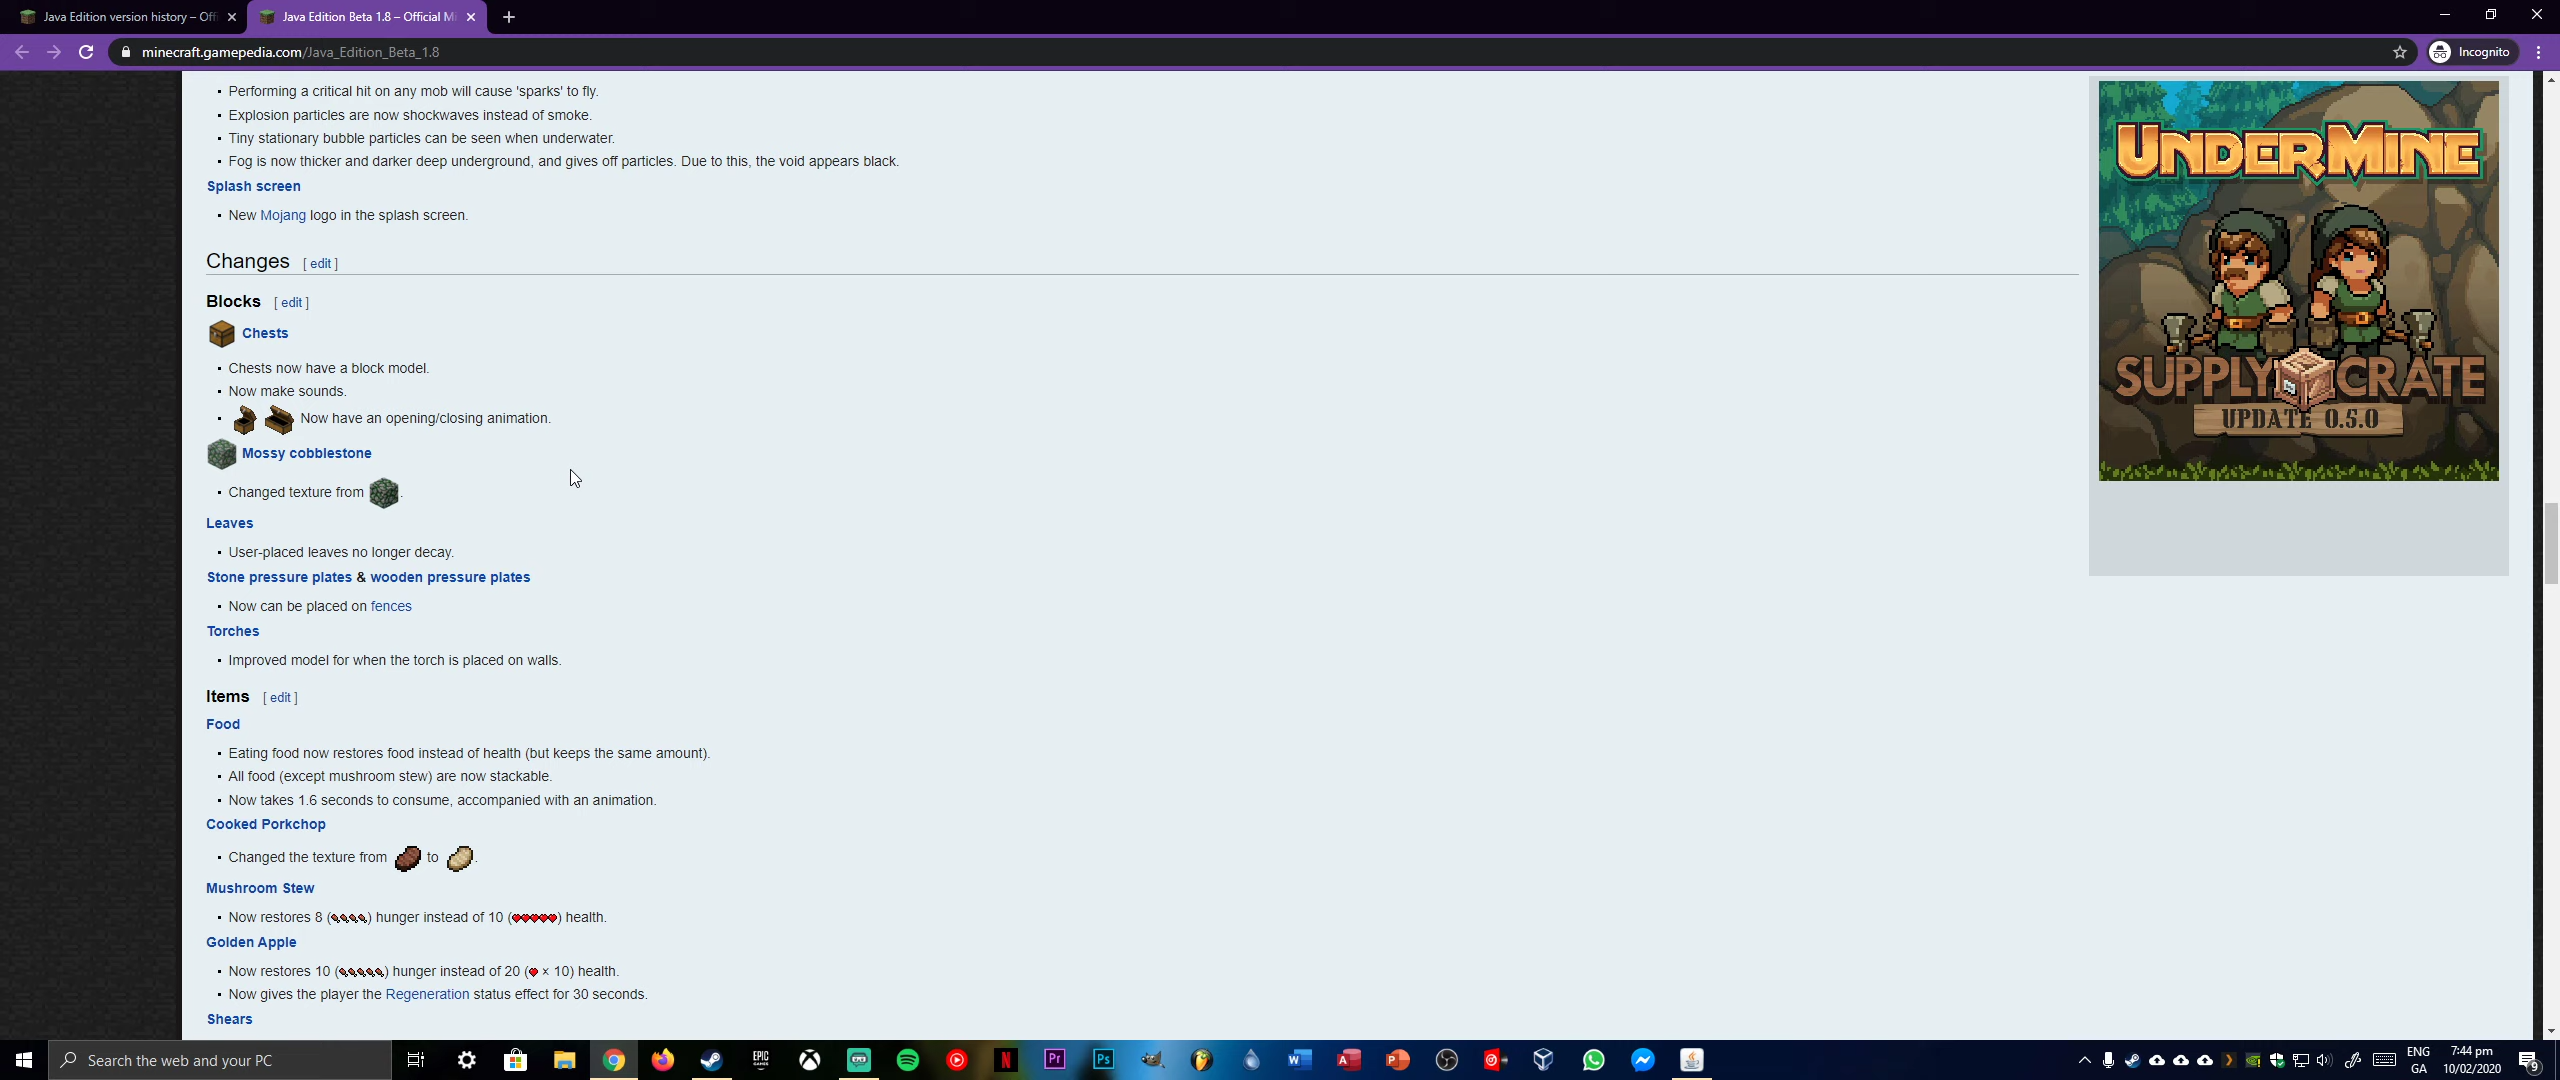 Java Edition version history – Offi
Java Edition Beta 1.8 – Official Mi
minecraft.gamepedia.com/Java_Edition_Beta_1.8
Incognito
Performing a critical hit on any mob will cause 'sparks' to fly.
Explosion particles are now shockwaves instead of smoke.
Tiny stationary bubble particles can be seen when underwater.
Fog is now thicker and darker deep underground, and gives off particles. Due to this, the void appears black.
Splash screen
New Mojang logo in the splash screen.
Changes [ edit ]
Blocks [ edit ]
Chests
Chests now have a block model.
Now make sounds.
Now have an opening/closing animation.
Mossy cobblestone
Changed texture from .
Leaves
User-placed leaves no longer decay.
Stone pressure plates & wooden pressure plates
Now can be placed on fences
Torches
Improved model for when the torch is placed on walls.
Items [ edit ]
Food
Eating food now restores food instead of health (but keeps the same amount).
All food (except mushroom stew) are now stackable.
Now takes 1.6 seconds to consume, accompanied with an animation.
Cooked Porkchop
Changed the texture from to .
Mushroom Stew
Now restores 8 () hunger instead of 10 () health.
Golden Apple
Now restores 10 () hunger instead of 20 ( × 10) health.
Now gives the player the Regeneration status effect for 30 seconds.
Shears
UNDERMINE
SUPPLY CRATE
UPDATE 0.5.0
Search the web and your PC
EPIC
GAMES
N
Pr
Ps
W
A
P
ENG
GA
7:44 pm
10/02/2020
9